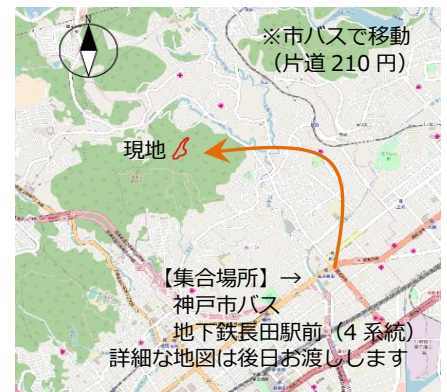 N
※市バスで移動
（片道 210 円）
現地
【集合場所】→
神戸市バス
地下鉄長田駅前（4 系統）
詳細な地図は後日お渡しします